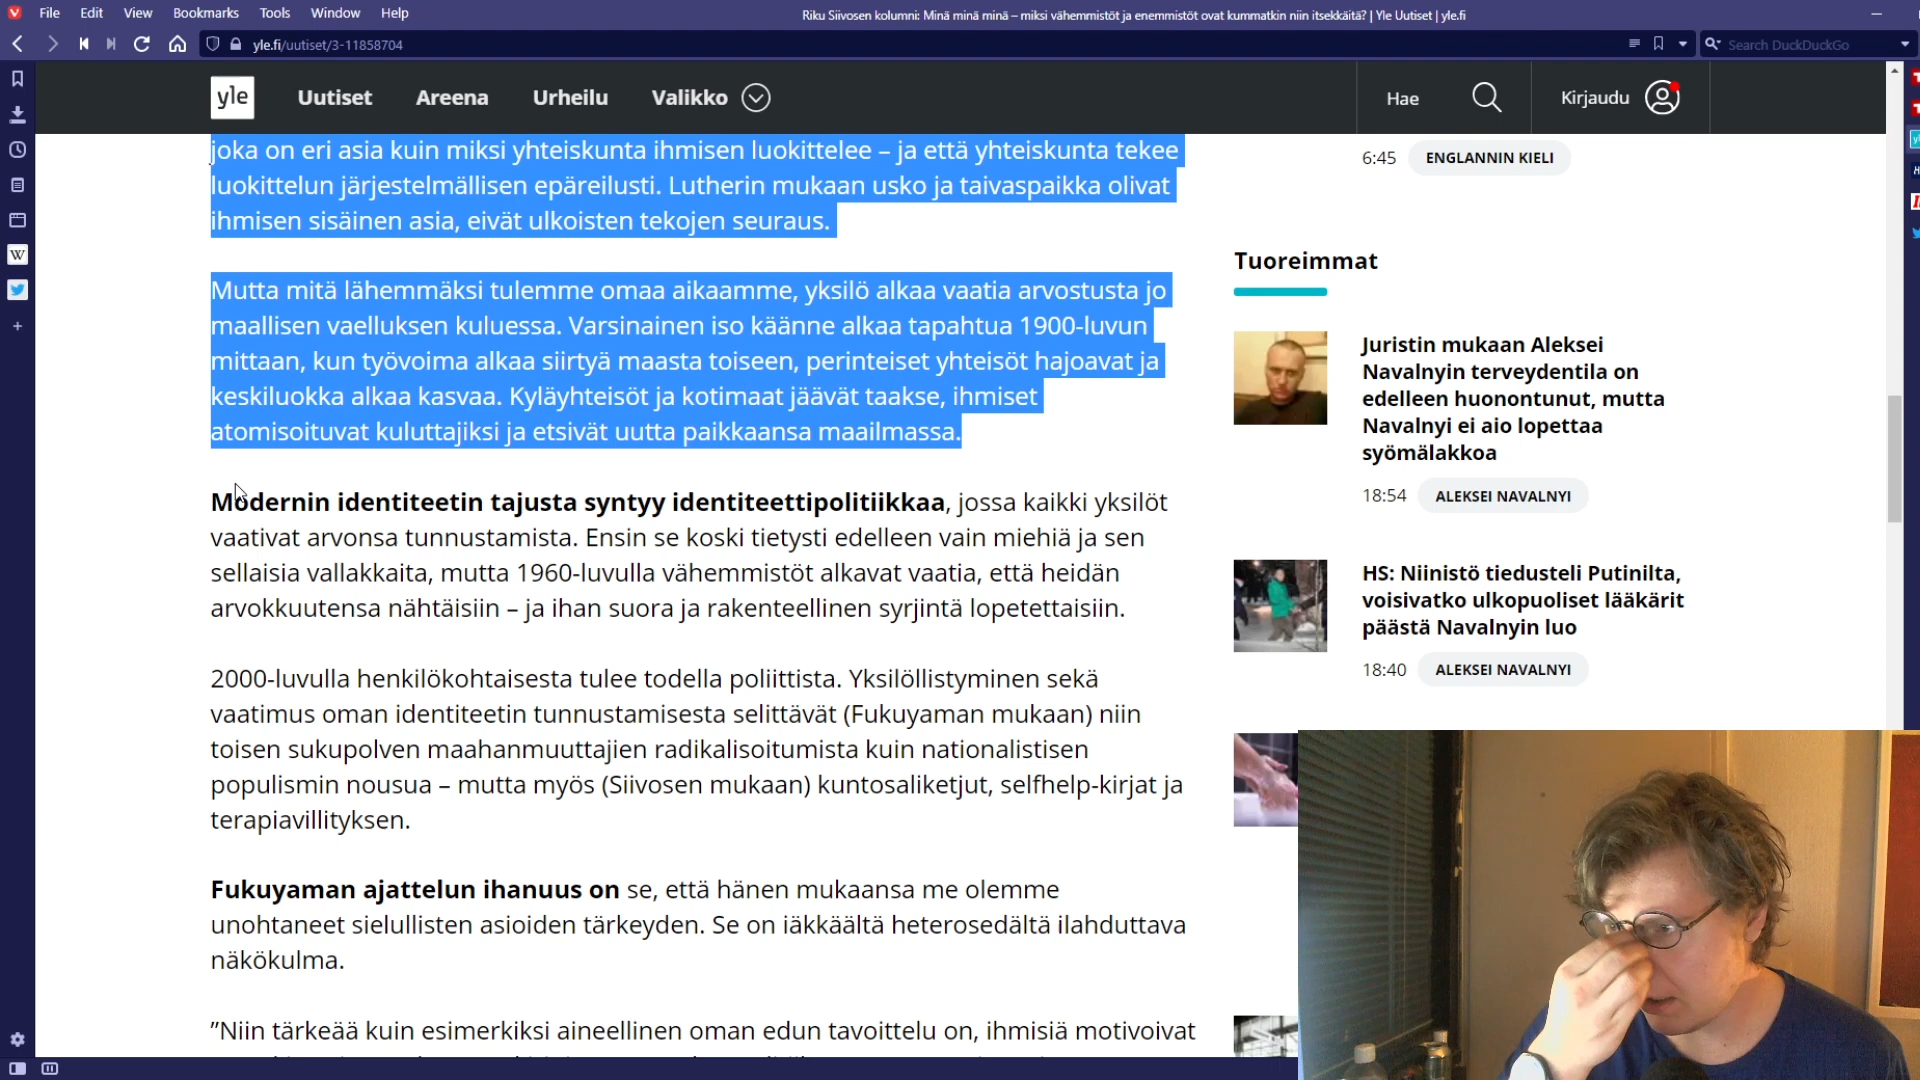 File Edit View Bookmarks Tools Window Help
Riku Siivosen kolumni: Minä minä minä – miksi vähemmistöt ja enemmistöt ovat kummatkin niin itsekkäitä? | Yle Uutiset | yle.fi
yle.fi/uutiset/3-11858704
Search DuckDuckGo
yle
Uutiset Areena Urheilu Valikko
Hae
Kirjaudu
W
joka on eri asia kuin miksi yhteiskunta ihmisen luokittelee – ja että yhteiskunta tekee
luokittelun järjestelmällisen epäreilusti. Lutherin mukaan usko ja taivaspaikka olivat
ihmisen sisäinen asia, eivät ulkoisten tekojen seuraus.
Mutta mitä lähemmäksi tulemme omaa aikaamme, yksilö alkaa vaatia arvostusta jo
maallisen vaelluksen kuluessa. Varsinainen iso käänne alkaa tapahtua 1900-luvun
mittaan, kun työvoima alkaa siirtyä maasta toiseen, perinteiset yhteisöt hajoavat ja
keskiluokka alkaa kasvaa. Kyläyhteisöt ja kotimaat jäävät taakse, ihmiset
atomisoituvat kuluttajiksi ja etsivät uutta paikkaansa maailmassa.
Modernin identiteetin tajusta syntyy identiteettipolitiikkaa, jossa kaikki yksilöt
vaativat arvonsa tunnustamista. Ensin se koski tietysti edelleen vain miehiä ja sen
sellaisia vallakkaita, mutta 1960-luvulla vähemmistöt alkavat vaatia, että heidän
arvokkuutensa nähtäisiin – ja ihan suora ja rakenteellinen syrjintä lopetettaisiin.
2000-luvulla henkilökohtaisesta tulee todella poliittista. Yksilöllistyminen sekä
vaatimus oman identiteetin tunnustamisesta selittävät (Fukuyaman mukaan) niin
toisen sukupolven maahanmuuttajien radikalisoitumista kuin nationalistisen
populismin nousua – mutta myös (Siivosen mukaan) kuntosaliketjut, selfhelp-kirjat ja
terapiavillityksen.
Fukuyaman ajattelun ihanuus on se, että hänen mukaansa me olemme
unohtaneet sielullisten asioiden tärkeyden. Se on iäkkäältä heterosedältä ilahduttava
näkökulma.
”Niin tärkeää kuin esimerkiksi aineellinen oman edun tavoittelu on, ihmisiä motivoivat
6:45 ENGLANNIN KIELI
Tuoreimmat
Juristin mukaan Aleksei
Navalnyin terveydentila on
edelleen huonontunut, mutta
Navalnyi ei aio lopettaa
syömälakkoa
18:54 ALEKSEI NAVALNYI
HS: Niinistö tiedusteli Putinilta,
voisivatko ulkopuoliset lääkärit
päästä Navalnyin luo
18:40 ALEKSEI NAVALNYI